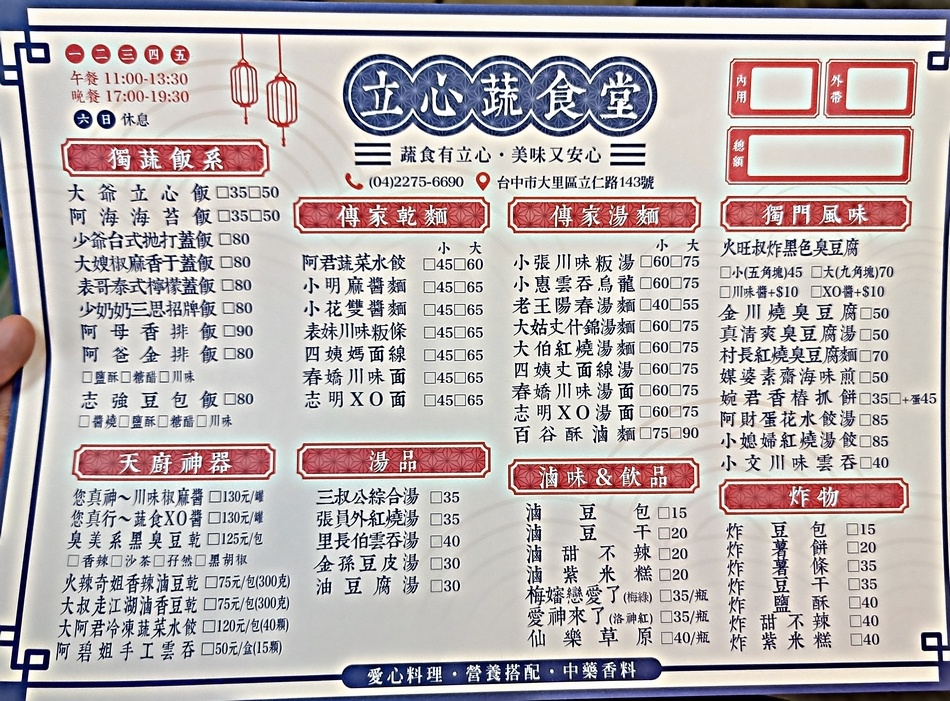 一 二 三 四 五
午餐 11:00-13:30
晚餐 17:00-19:30
六 日 休息
立心蔬食堂
蔬食有立心・美味又安心
(04)2275-6690 台中市大里區立仁路143號
內用
外帶
總額
獨蔬飯系
大爺立心飯 □35□50
阿海海苔飯 □35□50
少爺台式拋打蓋飯 □80
大嫂椒麻香干蓋飯 □80
表哥泰式檸檬蓋飯 □80
少奶奶三思招牌飯 □80
阿母香排飯 □90
阿爸金排飯 □80
□鹽酥□糖醋□川味
志強豆包飯 □80
□醬燒□鹽酥□糖醋□川味
傳家乾麵
小 大
阿君蔬菜水餃 □45□60
小明麻醬麵 □45□65
小花雙醬麵 □45□65
表妹川味粄條 □45□65
四姨媽面線 □45□65
春嬌川味面 □45□65
志明XO面 □45□65
傳家湯麵
小 大
小張川味粄湯 □60□75
小惠雲吞烏龍 □60□75
老王陽春湯麵 □40□55
大姑丈什錦湯麵 □60□75
大伯紅燒湯麵 □60□75
四姨丈面線湯 □60□75
春嬌川味湯面 □60□75
志明XO湯面 □60□75
百谷酥滷麵 □75□90
獨門風味
火旺叔炸黑色臭豆腐
□小(五角塊)45 □大(九角塊)70
□川味醬+$10 □XO醬+$10
金川燒臭豆腐 □50
真清爽臭豆腐湯 □50
村長紅燒臭豆腐麵 □70
媒婆素齋海味煎 □50
婉君香椿抓餅 □35□+蛋45
阿財蛋花水餃湯 □85
小媳婦紅燒湯餃 □85
小文川味雲吞 □40
天廚神器
您真神～川味椒麻醬 □130元/罐
您真行～蔬食XO醬 □130元/罐
臭美系黑臭豆乾 □125元/包
□香辣□沙茶□孜然□黑胡椒
火辣奇姐香辣滷豆乾 □75元/包(300克)
大叔走江湖滷香豆乾 □75元/包(300克)
大阿君冷凍蔬菜水餃 □120元/包(40顆)
阿碧姐手工雲吞 □50元/盒(15顆)
湯品
三叔公綜合湯 □35
張員外紅燒湯 □35
里長伯雲吞湯 □40
金孫豆皮湯 □30
油豆腐湯 □30
滷味&飲品
滷豆包 □15
滷豆干 □20
滷甜不辣 □20
滷紫米糕 □20
梅嬸戀愛了(梅綠) □35/瓶
愛神來了(洛神紅) □35/瓶
仙樂草原 □40/瓶
炸物
炸豆包 □15
炸薯餅 □20
炸薯條 □35
炸豆干 □35
炸鹽酥 □40
炸甜不辣 □40
炸紫米糕 □40
愛心料理・營養搭配・中藥香料